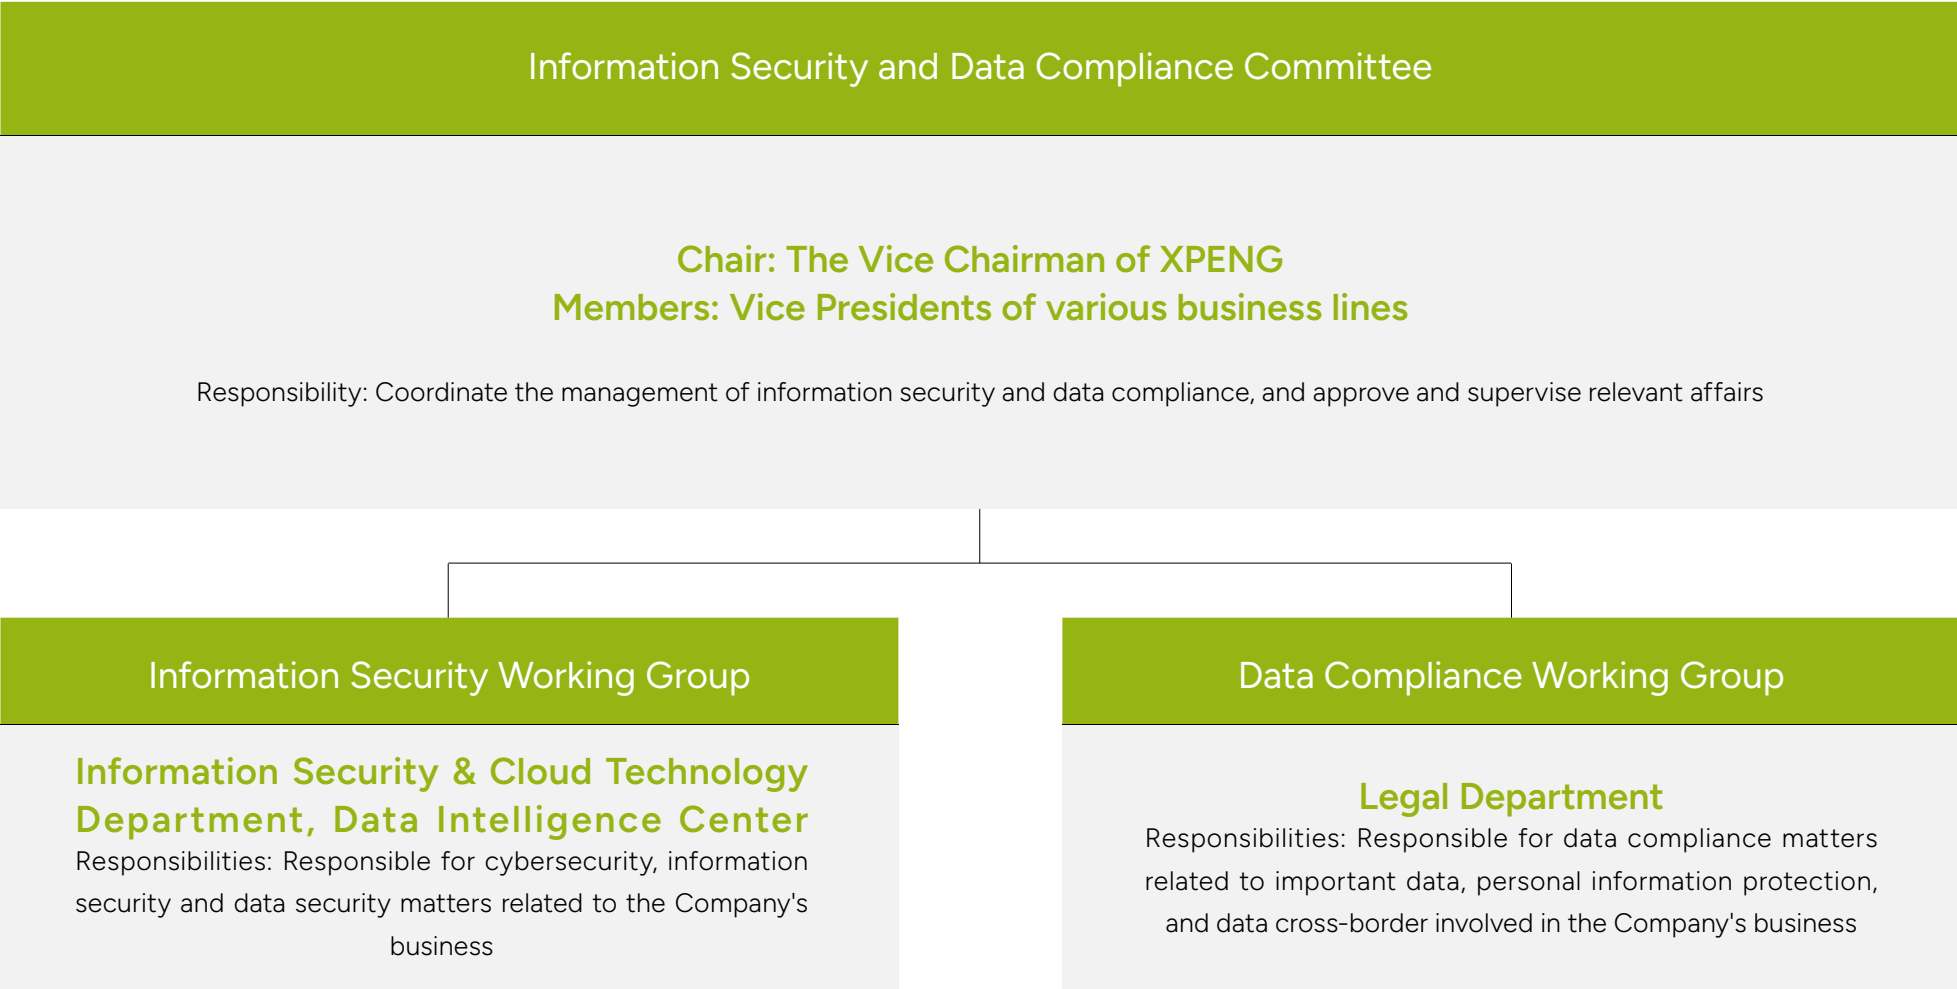 Information Security and Data Compliance Committee
Chair: The Vice Chairman of XPENG
Members: Vice Presidents of various business lines
Responsibility: Coordinate the management of information security and data compliance, and approve and supervise relevant affairs
Information Security Working Group
Information Security & Cloud Technology
Department, Data Intelligence Center
Responsibilities: Responsible for cybersecurity, information
security and data security matters related to the Company's
business
Data Compliance Working Group
Legal Department
Responsibilities: Responsible for data compliance matters
related to important data, personal information protection,
and data cross-border involved in the Company's business